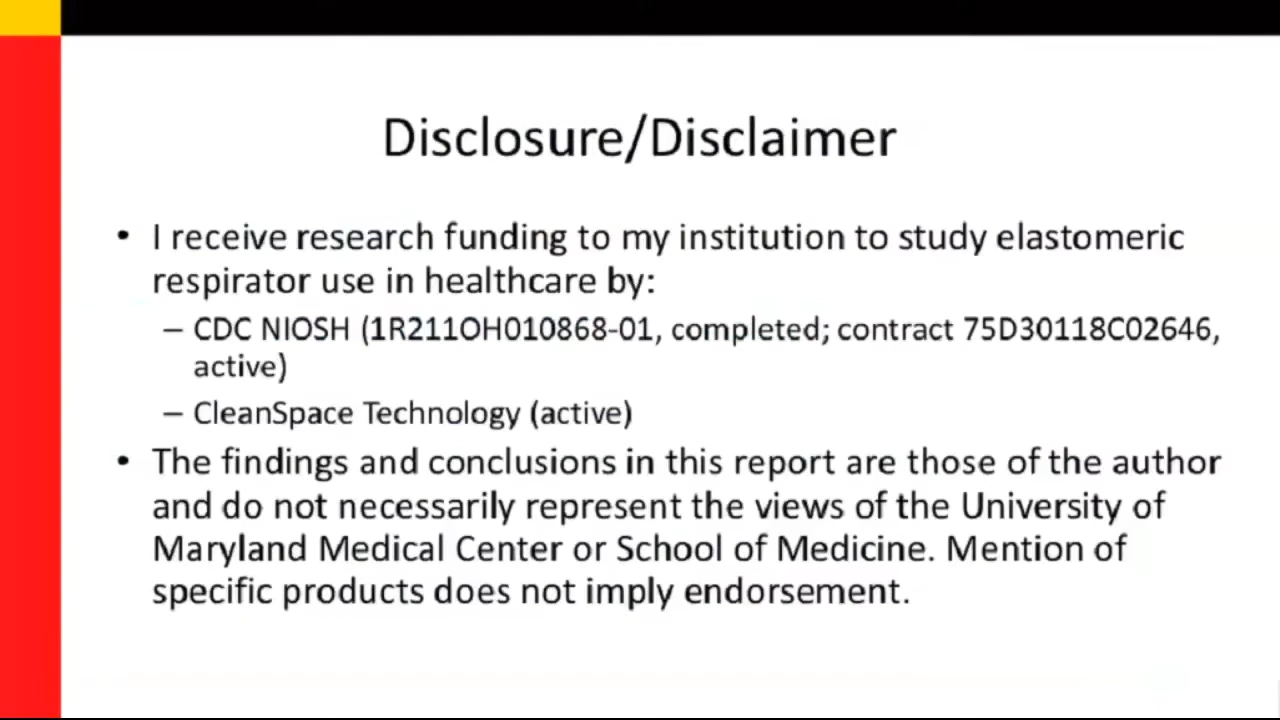 Disclosure/Disclaimer
• I receive research funding to my institution to study elastomeric
respirator use in healthcare by:
– CDC NIOSH (1R211OH010868-01, completed; contract 75D30118C02646,
active)
– CleanSpace Technology (active)
• The findings and conclusions in this report are those of the author
and do not necessarily represent the views of the University of
Maryland Medical Center or School of Medicine. Mention of
specific products does not imply endorsement.